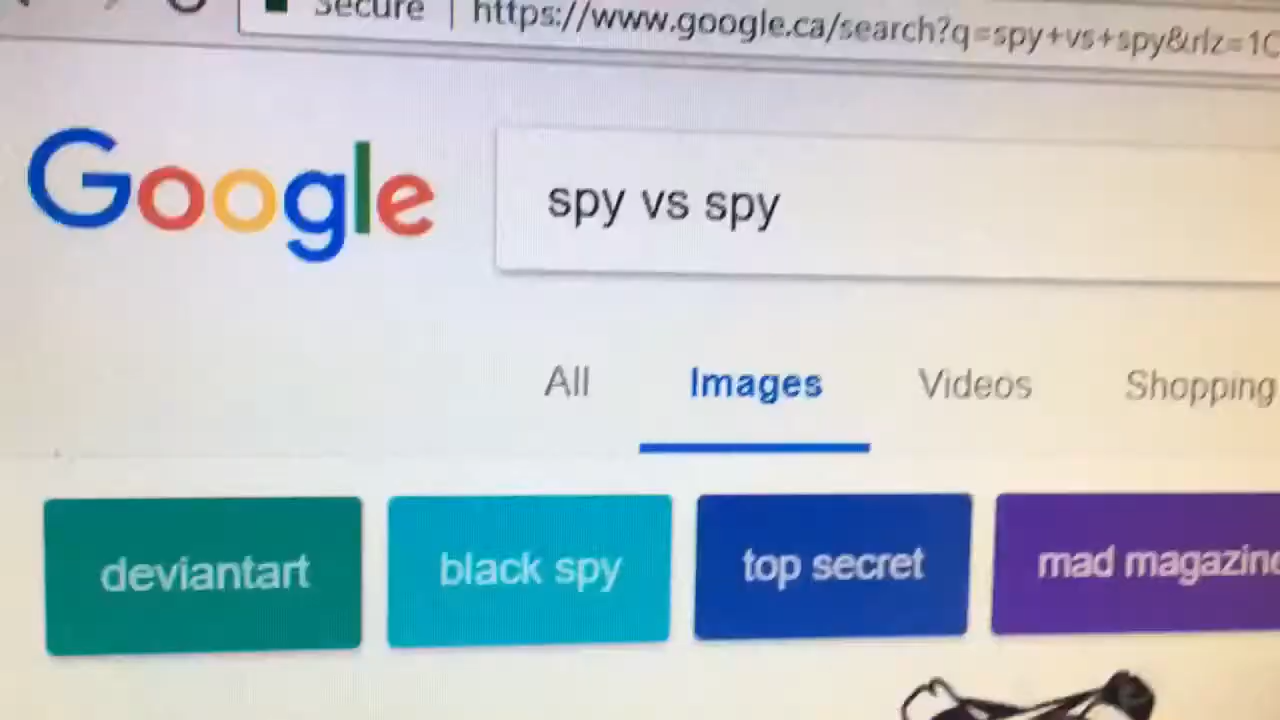 Secure | https://www.google.ca/search?q=spy+vs+spy&rlz=1C
Google
spy vs spy
All Images Videos Shopping
deviantart black spy top secret mad magazine